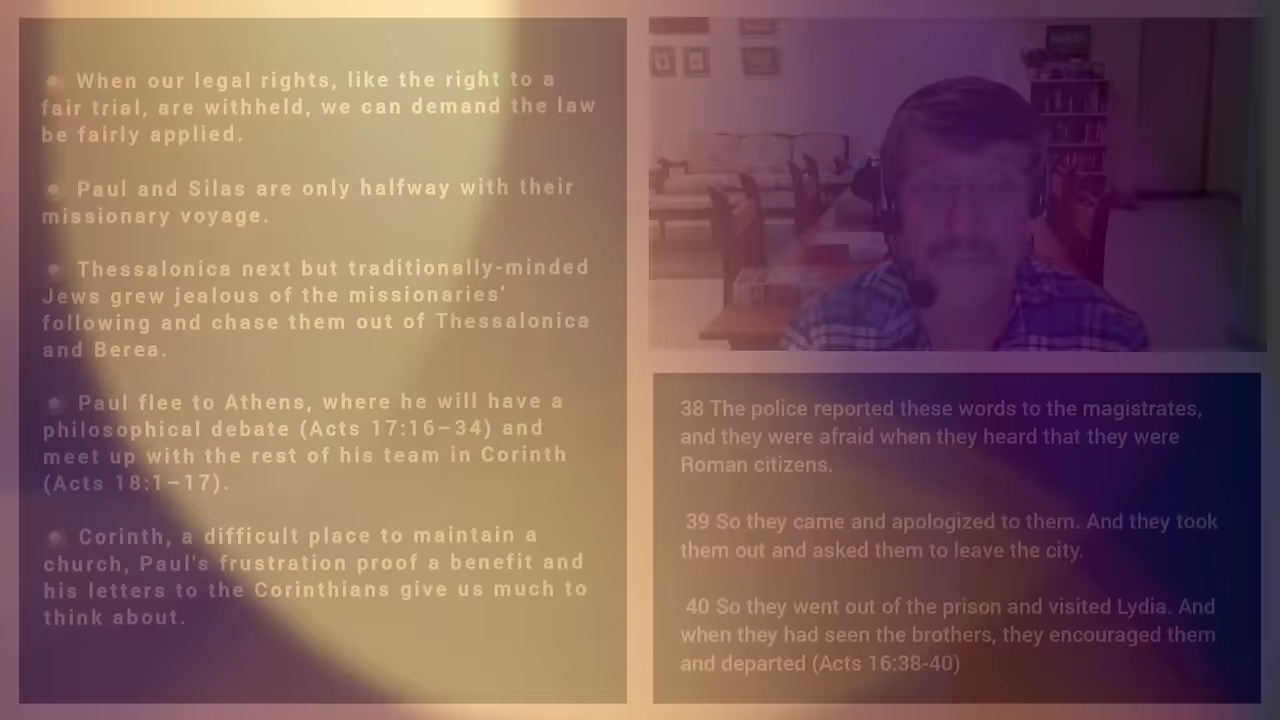 When our legal rights, like the right to a
fair trial, are withheld, we can demand the law
be fairly applied.
Paul and Silas are only halfway with their
missionary voyage.
Thessalonica next but traditionally-minded
Jews grew jealous of the missionaries'
following and chase them out of Thessalonica
and Berea.
Paul flee to Athens, where he will have a
philosophical debate (Acts 17:16–34) and
meet up with the rest of his team in Corinth
(Acts 18:1–17).
Corinth, a difficult place to maintain a
church, Paul's frustration proof a benefit and
his letters to the Corinthians give us much to
think about.
38 The police reported these words to the magistrates,
and they were afraid when they heard that they were
Roman citizens.
39 So they came and apologized to them. And they took
them out and asked them to leave the city.
40 So they went out of the prison and visited Lydia. And
when they had seen the brothers, they encouraged them
and departed (Acts 16:38-40)